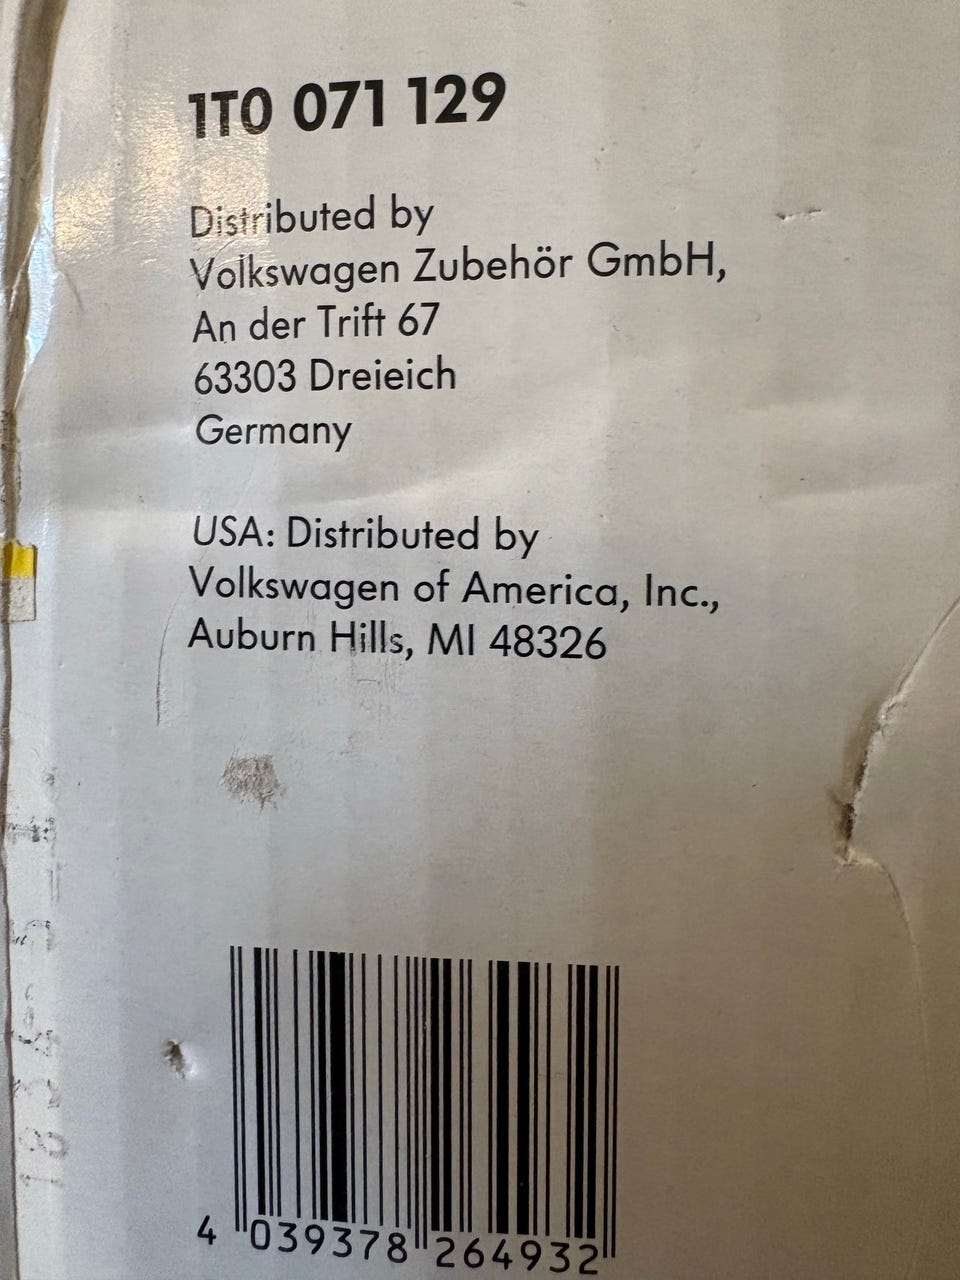 1T0 071 129
Distributed by
Volkswagen Zubehör GmbH,
An der Trift 67
63303 Dreieich
Germany
USA: Distributed by
Volkswagen of America, Inc.,
Auburn Hills, MI 48326
4 039378 264932